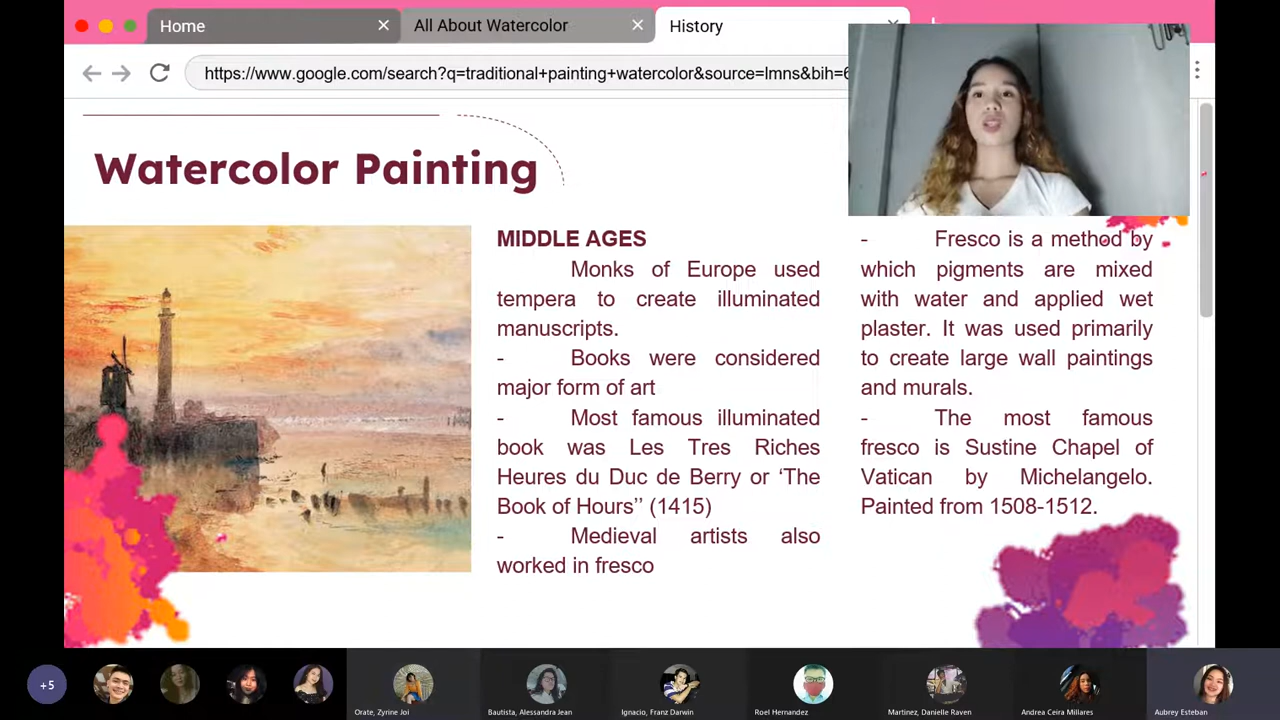 Home
All About Watercolor
History
https://www.google.com/search?q=traditional+painting+watercolor&source=lmns&bih=6
Watercolor Painting
MIDDLE AGES
Monks of Europe used
tempera to create illuminated
manuscripts.
- Books were considered
major form of art
- Most famous illuminated
book was Les Tres Riches
Heures du Duc de Berry or ‘The
Book of Hours’’ (1415)
- Medieval artists also
worked in fresco
- Fresco is a method by
which pigments are mixed
with water and applied wet
plaster. It was used primarily
to create large wall paintings
and murals.
- The most famous
fresco is Sustine Chapel of
Vatican by Michelangelo.
Painted from 1508-1512.
+5
Orate, Zyrine Joi
Bautista, Alessandra Jean
Ignacio, Franz Darwin
Roel Hernandez
Martinez, Danielle Raven
Andrea Ceira Millares
Aubrey Esteban